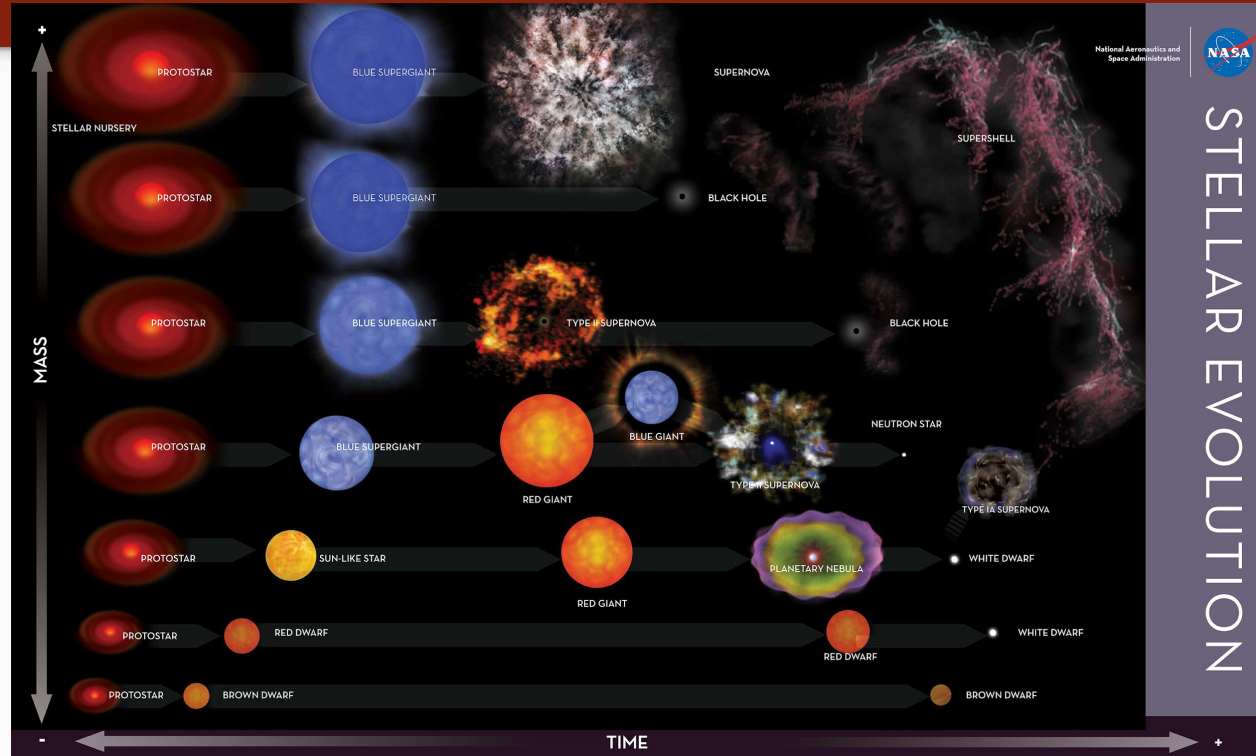 +
National Aeronautics and
Space Administration
NASA
STELLAR EVOLUTION
PROTOSTAR
BLUE SUPERGIANT
SUPERNOVA
STELLAR NURSERY
SUPERSHELL
PROTOSTAR
BLUE SUPERGIANT
BLACK HOLE
PROTOSTAR
BLUE SUPERGIANT
TYPE II SUPERNOVA
BLACK HOLE
MASS
PROTOSTAR
BLUE SUPERGIANT
RED GIANT
BLUE GIANT
TYPE II SUPERNOVA
NEUTRON STAR
TYPE IA SUPERNOVA
PROTOSTAR
SUN-LIKE STAR
RED GIANT
PLANETARY NEBULA
WHITE DWARF
PROTOSTAR
RED DWARF
RED DWARF
WHITE DWARF
PROTOSTAR
BROWN DWARF
BROWN DWARF
-
TIME
+